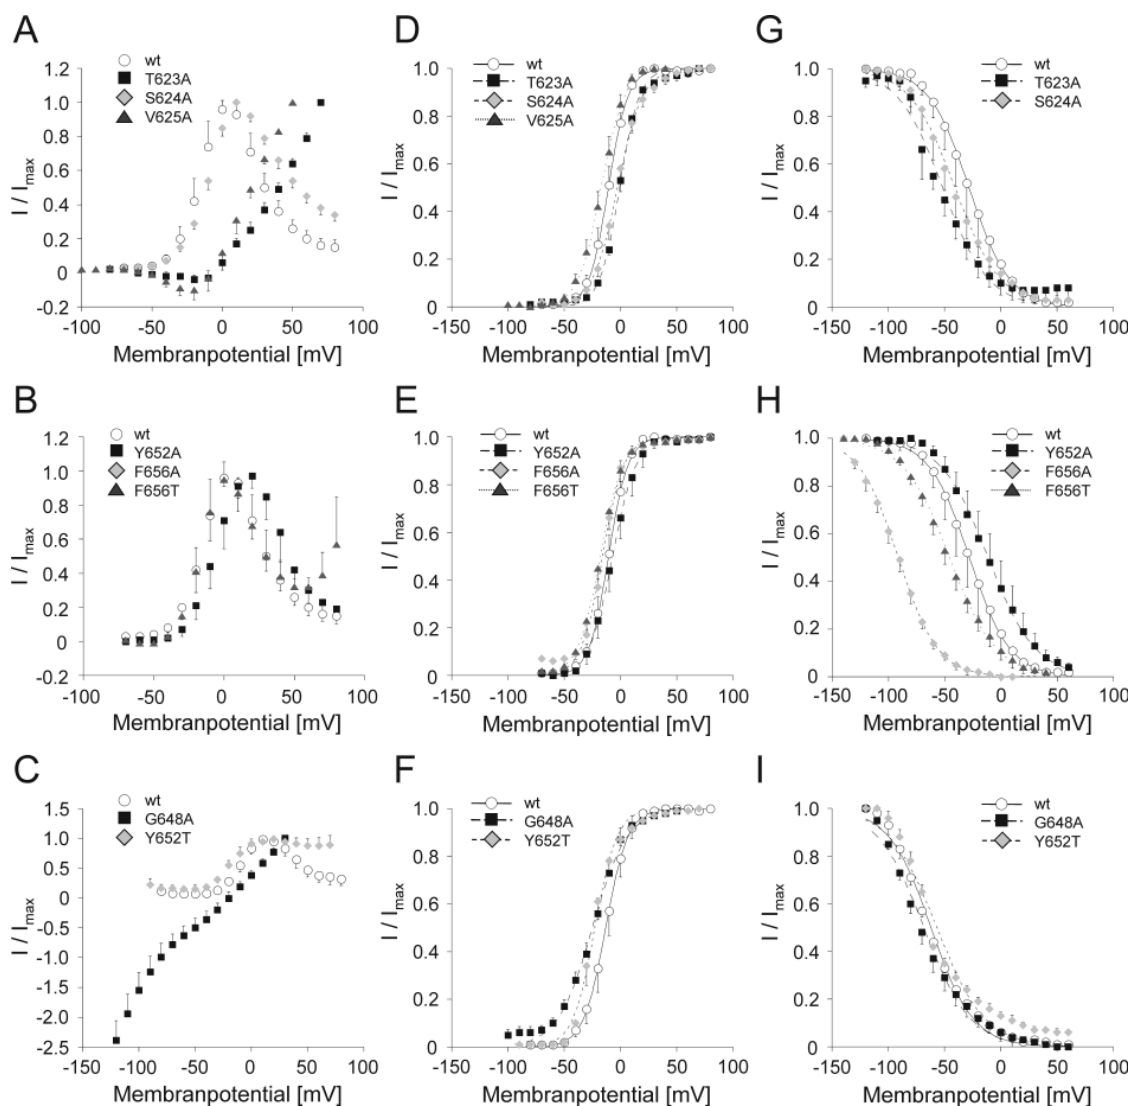 A
wt
T623A
S624A
V625A
1.2
1.0
0.8
0.6
0.4
0.2
0
-0.2
I / Imax
-100 -50 0 50 100
Membranpotential [mV]
D
wt
T623A
S624A
V625A
1.0
0.8
0.6
0.4
0.2
0
I / Imax
-150 -100 -50 0 50 100
Membranpotential [mV]
G
wt
T623A
S624A
1.0
0.8
0.6
0.4
0.2
0
I / Imax
-150 -100 -50 0 50 100
Membranpotential [mV]
B
wt
Y652A
F656A
F656T
1.2
1.0
0.8
0.6
0.4
0.2
0
-0.2
I / Imax
-100 -50 0 50 100
Membranpotential [mV]
E
wt
Y652A
F656A
F656T
1.0
0.8
0.6
0.4
0.2
0
I / Imax
-150 -100 -50 0 50 100
Membranpotential [mV]
H
wt
Y652A
F656A
F656T
1.0
0.8
0.6
0.4
0.2
0
I / Imax
-150 -100 -50 0 50 100
Membranpotential [mV]
C
wt
G648A
Y652T
1.5
1.0
0.5
0
-0.5
-1.0
-1.5
-2.0
-2.5
I / Imax
-150 -100 -50 0 50 100
Membranpotential [mV]
F
wt
G648A
Y652T
1.0
0.8
0.6
0.4
0.2
0
I / Imax
-150 -100 -50 0 50 100
Membranpotential [mV]
I
wt
G648A
Y652T
1.0
0.8
0.6
0.4
0.2
0
I / Imax
-150 -100 -50 0 50 100
Membranpotential [mV]